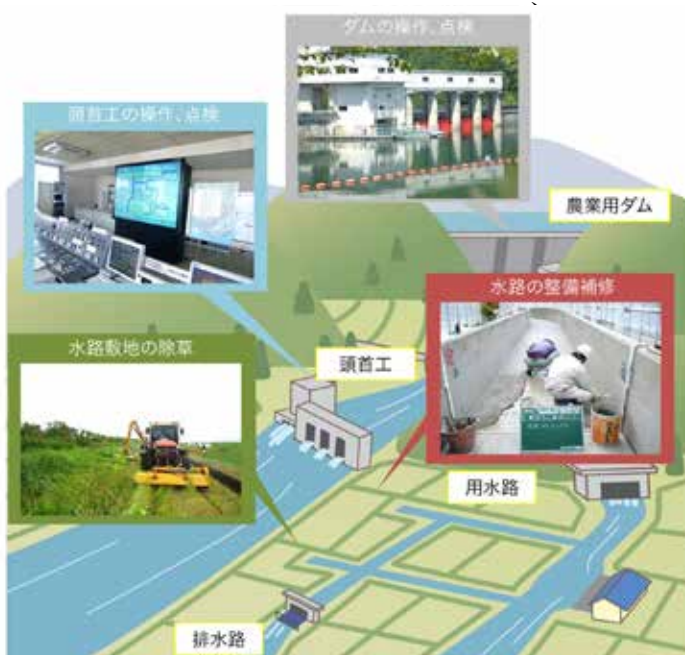 ダムの操作、点検
頭首工の操作、点検
農業用ダム
水路の整備補修
水路敷地の除草
頭首工
用水路
排水路